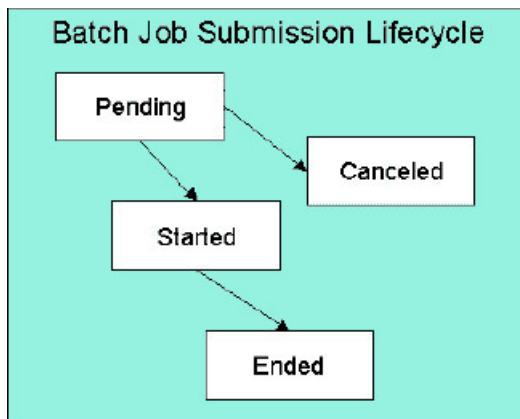 Batch Job Submission Lifecycle
Pending
Canceled
Started
Ended